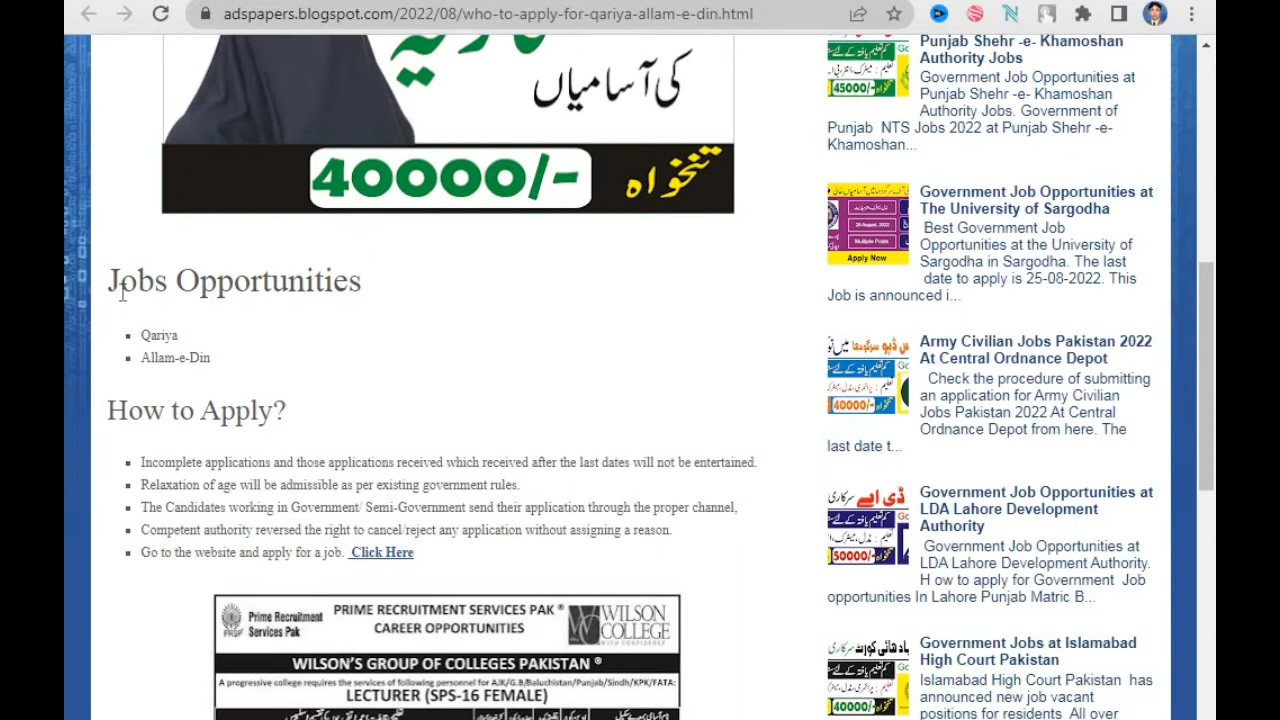 adspapers.blogspot.com/2022/08/who-to-apply-for-qariya-allam-e-din.html
کی آسامیاں
40000/- تنخواہ
Jobs Opportunities
Qariya
Allam-e-Din
How to Apply?
Incomplete applications and those applications received which received after the last dates will not be entertained.
Relaxation of age will be admissible as per existing government rules.
The Candidates working in Government/ Semi-Government send their application through the proper channel,
Competent authority reversed the right to cancel/reject any application without assigning a reason.
Go to the website and apply for a job. Click Here
Prime Recruitment
Services Pak
PRIME RECRUITMENT SERVICES PAK ®
CAREER OPPORTUNITIES
WILSON
COLLEGE
WILSON'S GROUP OF COLLEGES PAKISTAN ®
A progressive college requires the services of following personnel for AJK/G.B/Baluchistan/Punjab/Sindh/KPK/FATA:
LECTURER (SPS-16 FEMALE)
45000/-
Punjab Shehr -e- Khamoshan
Authority Jobs
Government Job Opportunities at
Punjab Shehr -e- Khamoshan
Authority Jobs. Government of
Punjab NTS Jobs 2022 at Punjab Shehr -e-
Khamoshan...
25 August, 2022
Multiple Posts
Apply Now
Government Job Opportunities at
The University of Sargodha
Best Government Job
Opportunities at the University of
Sargodha in Sargodha. The last
date to apply is 25-08-2022. This
Job is announced i...
40000/- تنخواہ
Army Civilian Jobs Pakistan 2022
At Central Ordnance Depot
Check the procedure of submitting
an application for Army Civilian
Jobs Pakistan 2022 At Central
Ordnance Depot from here. The
last date t...
ڈی اے سرکاری
50000/- تنخواہ
Government Job Opportunities at
LDA Lahore Development
Authority
Government Job Opportunities at
LDA Lahore Development Authority.
H ow to apply for Government Job
opportunities In Lahore Punjab Matric B...
40000/- تنخواہ
Government Jobs at Islamabad
High Court Pakistan
Islamabad High Court Pakistan has
announced new job vacant
positions for residents All over